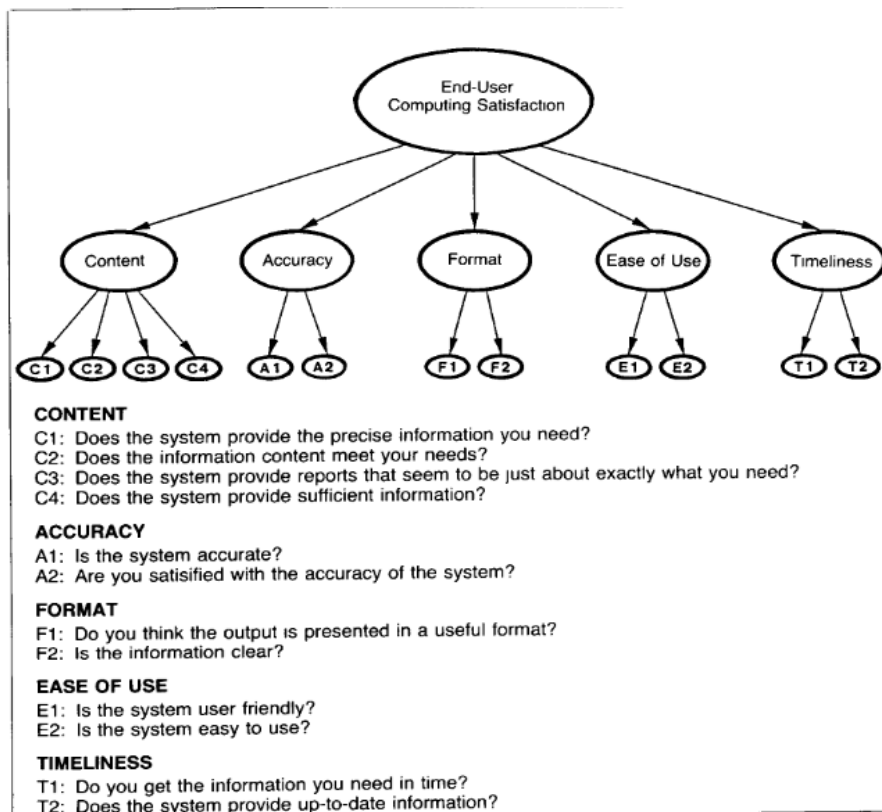 End-User
Computing Satisfaction
Content
Accuracy
Format
Ease of Use
Timeliness
C1
C2
C3
C4
A1
A2
F1
F2
E1
E2
T1
T2
CONTENT
C1: Does the system provide the precise information you need?
C2: Does the information content meet your needs?
C3: Does the system provide reports that seem to be just about exactly what you need?
C4: Does the system provide sufficient information?
ACCURACY
A1: Is the system accurate?
A2: Are you satisified with the accuracy of the system?
FORMAT
F1: Do you think the output is presented in a useful format?
F2: Is the information clear?
EASE OF USE
E1: Is the system user friendly?
E2: Is the system easy to use?
TIMELINESS
T1: Do you get the information you need in time?
T2: Does the system provide up-to-date information?